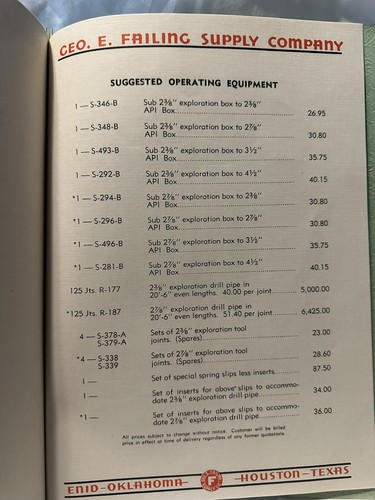 GEO. E. FAILING SUPPLY COMPANY
SUGGESTED OPERATING EQUIPMENT
1 — S-346-B Sub 2⅜" exploration box to 2⅜"
API Box 26.95
1 — S-348-B Sub 2⅜" exploration box to 2⅞"
API Box 30.80
1 — S-493-B Sub 2⅜" exploration box to 3½"
API Box 35.75
1 — S-292-B Sub 2⅜" exploration box to 4½"
API Box 40.15
*1 — S-294-B Sub 2⅞" exploration box to 2⅜"
API Box 30.80
*1 — S-296-B Sub 2⅞" exploration box to 2⅞"
API Box 30.80
*1 — S-496-B Sub 2⅞" exploration box to 3½"
API Box 35.75
*1 — S-281-B Sub 2⅞" exploration box to 4½"
API Box 40.15
125 Jts. R-177 2⅜" exploration drill pipe in
20'-6" even lengths. 40.00 per joint 5,000.00
*125 Jts. R-187 2⅞" exploration drill pipe in
20'-6" even lengths. 51.40 per joint 6,425.00
4 — S-378-A Sets of 2⅜" exploration tool
S-379-A joints. (Spares) 23.00
*4 — S-338 Sets of 2⅞" exploration tool
S-339 joints. (Spares) 28.60
1 — Set of special spring slips less inserts. 87.50
1 — Set of inserts for above slips to accommo-
date 2⅜" exploration drill pipe 34.00
*1 — Set of inserts for above slips to accommo-
date 2⅞" exploration drill pipe 36.00
All prices subject to change without notice. Customer will be billed
price in effect at time of delivery regardless of any former quotations.
ENID-OKLAHOMA F HOUSTON-TEXAS